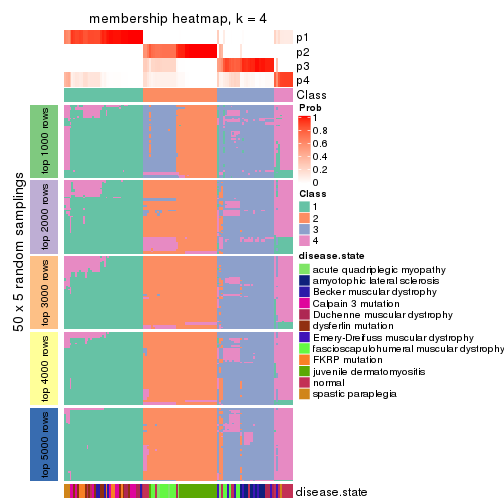 membership heatmap, k = 4
p1
p2
p3
p4
Class
50 x 5 random samplings
top 1000 rows
top 2000 rows
top 3000 rows
top 4000 rows
top 5000 rows
disease.state
Prob
1
0.8
0.6
0.4
0.2
0
Class
1
2
3
4
disease.state
acute quadriplegic myopathy
amyotrophic lateral sclerosis
Becker muscular dystrophy
Calpain 3 mutation
Duchenne muscular dystrophy
dysferlin mutation
Emery-Dreifuss muscular dystrophy
fascioscapulohumeral muscular dystrophy
FKRP mutation
juvenile dermatomyositis
normal
spastic paraplegia